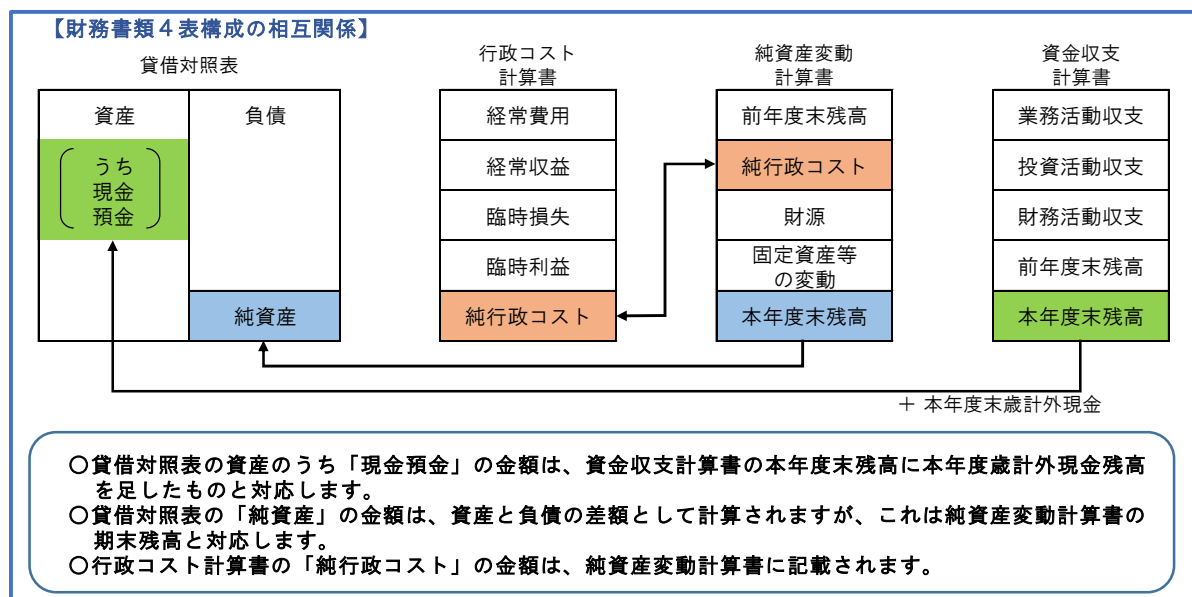 【財務書類４表構成の相互関係】
貸借対照表
資産
うち
現金
預金
負債
純資産
行政コスト
計算書
経常費用
経常収益
臨時損失
臨時利益
純行政コスト
純資産変動
計算書
前年度末残高
純行政コスト
財源
固定資産等
の変動
本年度末残高
資金収支
計算書
業務活動収支
投資活動収支
財務活動収支
前年度末残高
本年度末残高
＋ 本年度末歳計外現金
〇貸借対照表の資産のうち「現金預金」の金額は、資金収支計算書の本年度末残高に本年度歳計外現金残高
を足したものと対応します。
〇貸借対照表の「純資産」の金額は、資産と負債の差額として計算されますが、これは純資産変動計算書の
期末残高と対応します。
〇行政コスト計算書の「純行政コスト」の金額は、純資産変動計算書に記載されます。